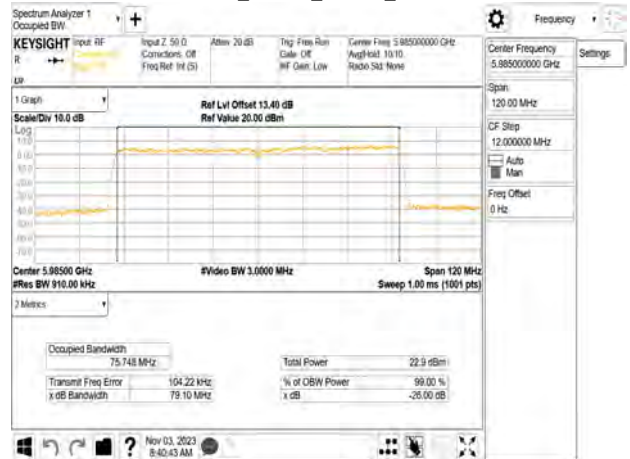 Spectrum Analyzer 1
Occupied BW
+
Frequency
KEYSIGHT
Input: RF
Input Z: 50 Ω
Corrections: Off
Freq Ref: Int (S)
Atten: 20 dB
Trig: Free Run
Gate: Off
#IF Gain: Low
Center Freq: 5.985000000 GHz
Avg|Hold: 10/10
Radio Std: None
R
Center Frequency
5.985000000 GHz
Settings
Span
120.00 MHz
CF Step
12.000000 MHz
Auto
Man
Freq Offset
0 Hz
1 Graph
Scale/Div 10.0 dB
Ref Lvl Offset 13.40 dB
Ref Value 20.00 dBm
Log
Center 5.98500 GHz
#Res BW 910.00 kHz
#Video BW 3.0000 MHz
Span 120 MHz
Sweep 1.00 ms (1001 pts)
2 Metrics
Occupied Bandwidth
75.748 MHz
Total Power
22.9 dBm
Transmit Freq Error
104.22 kHz
% of OBW Power
99.00 %
x dB Bandwidth
79.10 MHz
x dB
-26.00 dB
?
Nov 03, 2023
8:40:43 AM